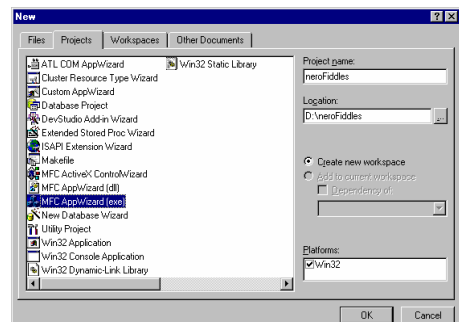 New
Files Projects Workspaces Other Documents
ATL COM AppWizard
Cluster Resource Type Wizard
Custom AppWizard
Database Project
DevStudio Add-in Wizard
Extended Stored Proc Wizard
ISAPI Extension Wizard
Makefile
MFC ActiveX ControlWizard
MFC AppWizard (dll)
MFC AppWizard (exe)
New Database Wizard
Utility Project
Win32 Application
Win32 Console Application
Win32 Dynamic-Link Library
Win32 Static Library
Project name:
neroFiddles
Location:
D:\neroFiddles
...
Create new workspace
Add to current workspace
Dependency of:
Platforms:
Win32
OK Cancel